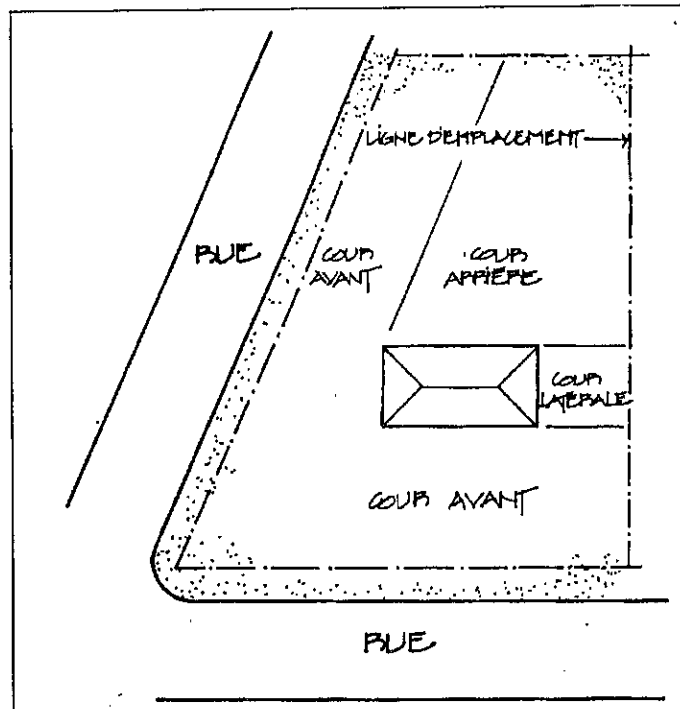 LIGNE D'EMPLACEMENT
RUE
COUR
AVANT
COUR
ARRIÈRE
COUR
LATÉRALE
COUR AVANT
RUE